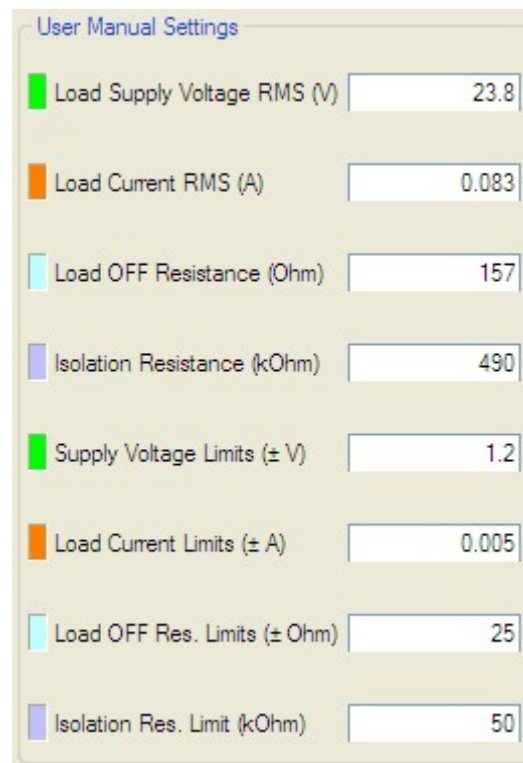 User Manual Settings
Load Supply Voltage RMS (V) 23.8
Load Current RMS (A) 0.083
Load OFF Resistance (Ohm) 157
Isolation Resistance (kOhm) 490
Supply Voltage Limits (± V) 1.2
Load Current Limits (± A) 0.005
Load OFF Res. Limits (± Ohm) 25
Isolation Res. Limit (kOhm) 50